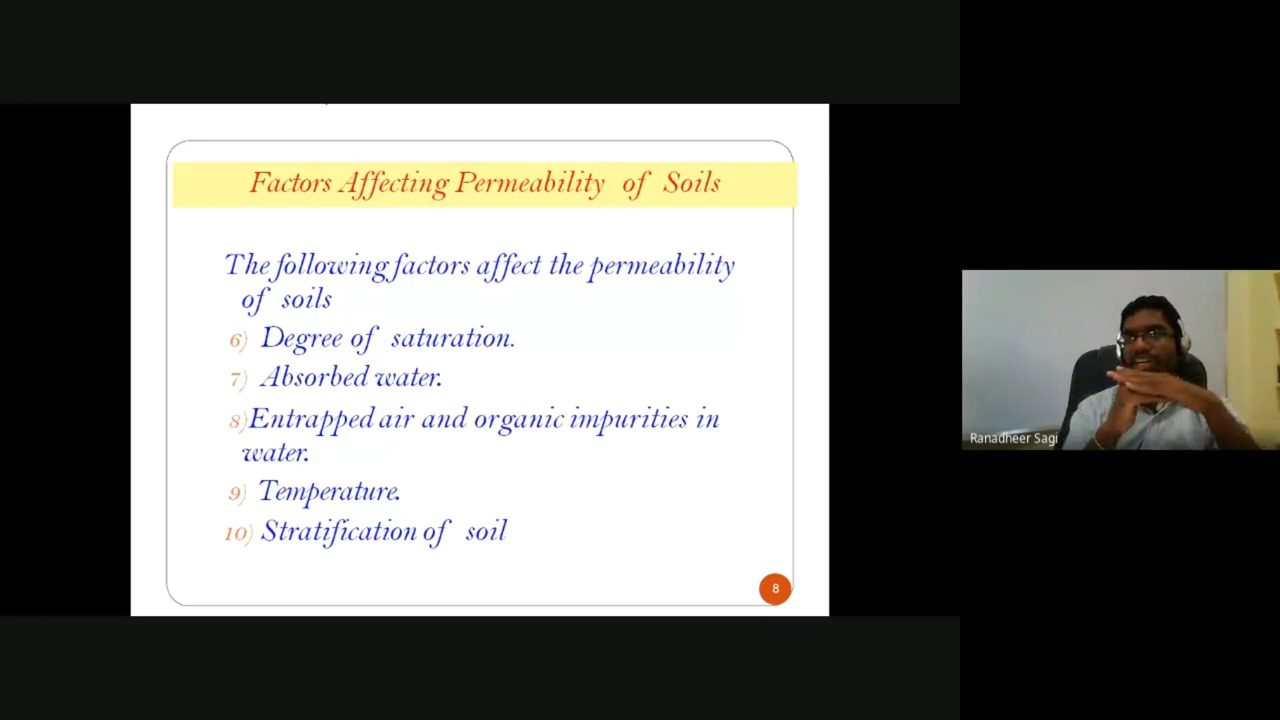 Factors Affecting Permeability of Soils
The following factors affect the permeability
of soils
6) Degree of saturation.
7) Absorbed water.
8)Entrapped air and organic impurities in
water.
9) Temperature.
10) Stratification of soil
8
Ranadheer Sagi